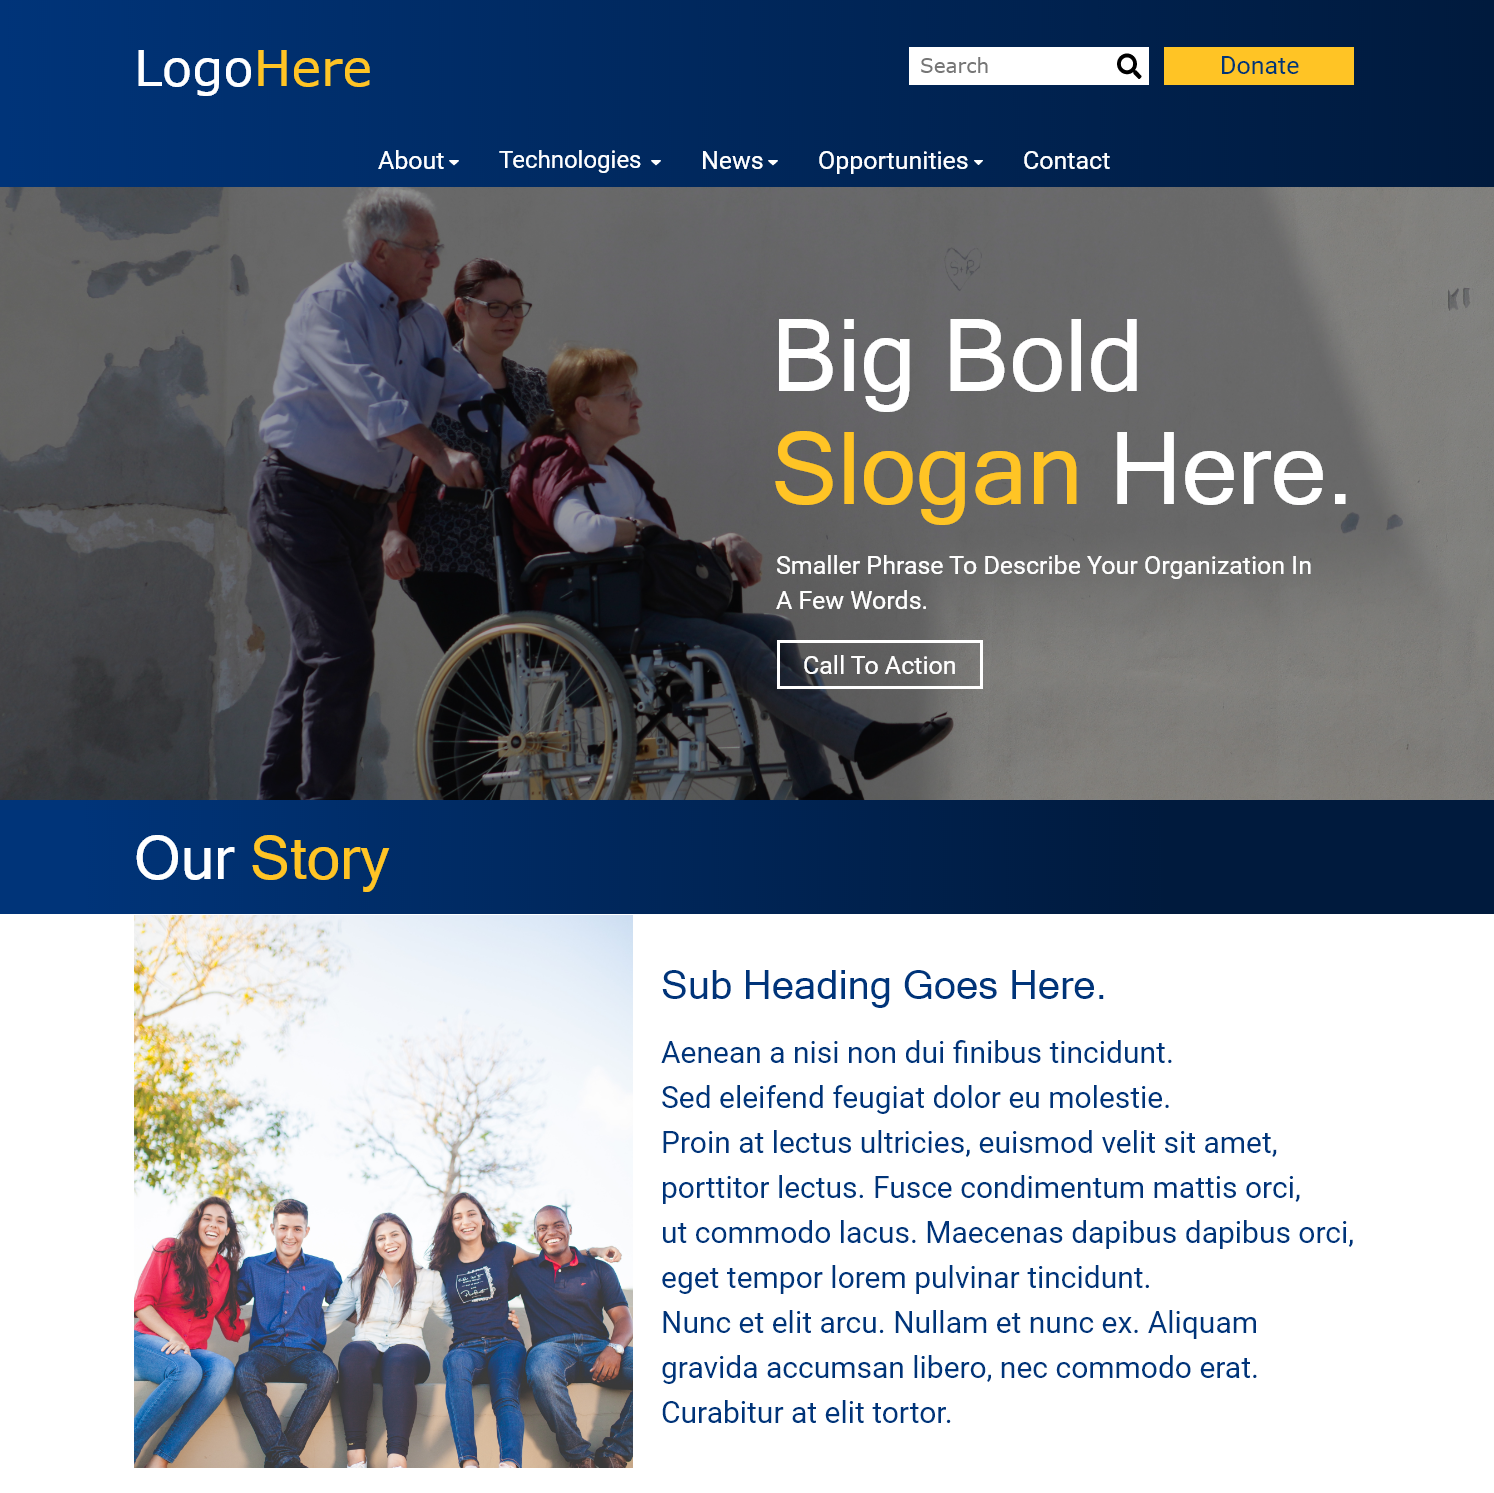 LogoHere
Search
Donate
About
Technologies
News
Opportunities
Contact
S.P.
Big Bold
Slogan Here.
Smaller Phrase To Describe Your Organization In
A Few Words.
Call To Action
Our Story
Sub Heading Goes Here.
Aenean a nisi non dui finibus tincidunt.
Sed eleifend feugiat dolor eu molestie.
Proin at lectus ultricies, euismod velit sit amet,
porttitor lectus. Fusce condimentum mattis orci,
ut commodo lacus. Maecenas dapibus dapibus orci,
eget tempor lorem pulvinar tincidunt.
Nunc et elit arcu. Nullam et nunc ex. Aliquam
gravida accumsan libero, nec commodo erat.
Curabitur at elit tortor.